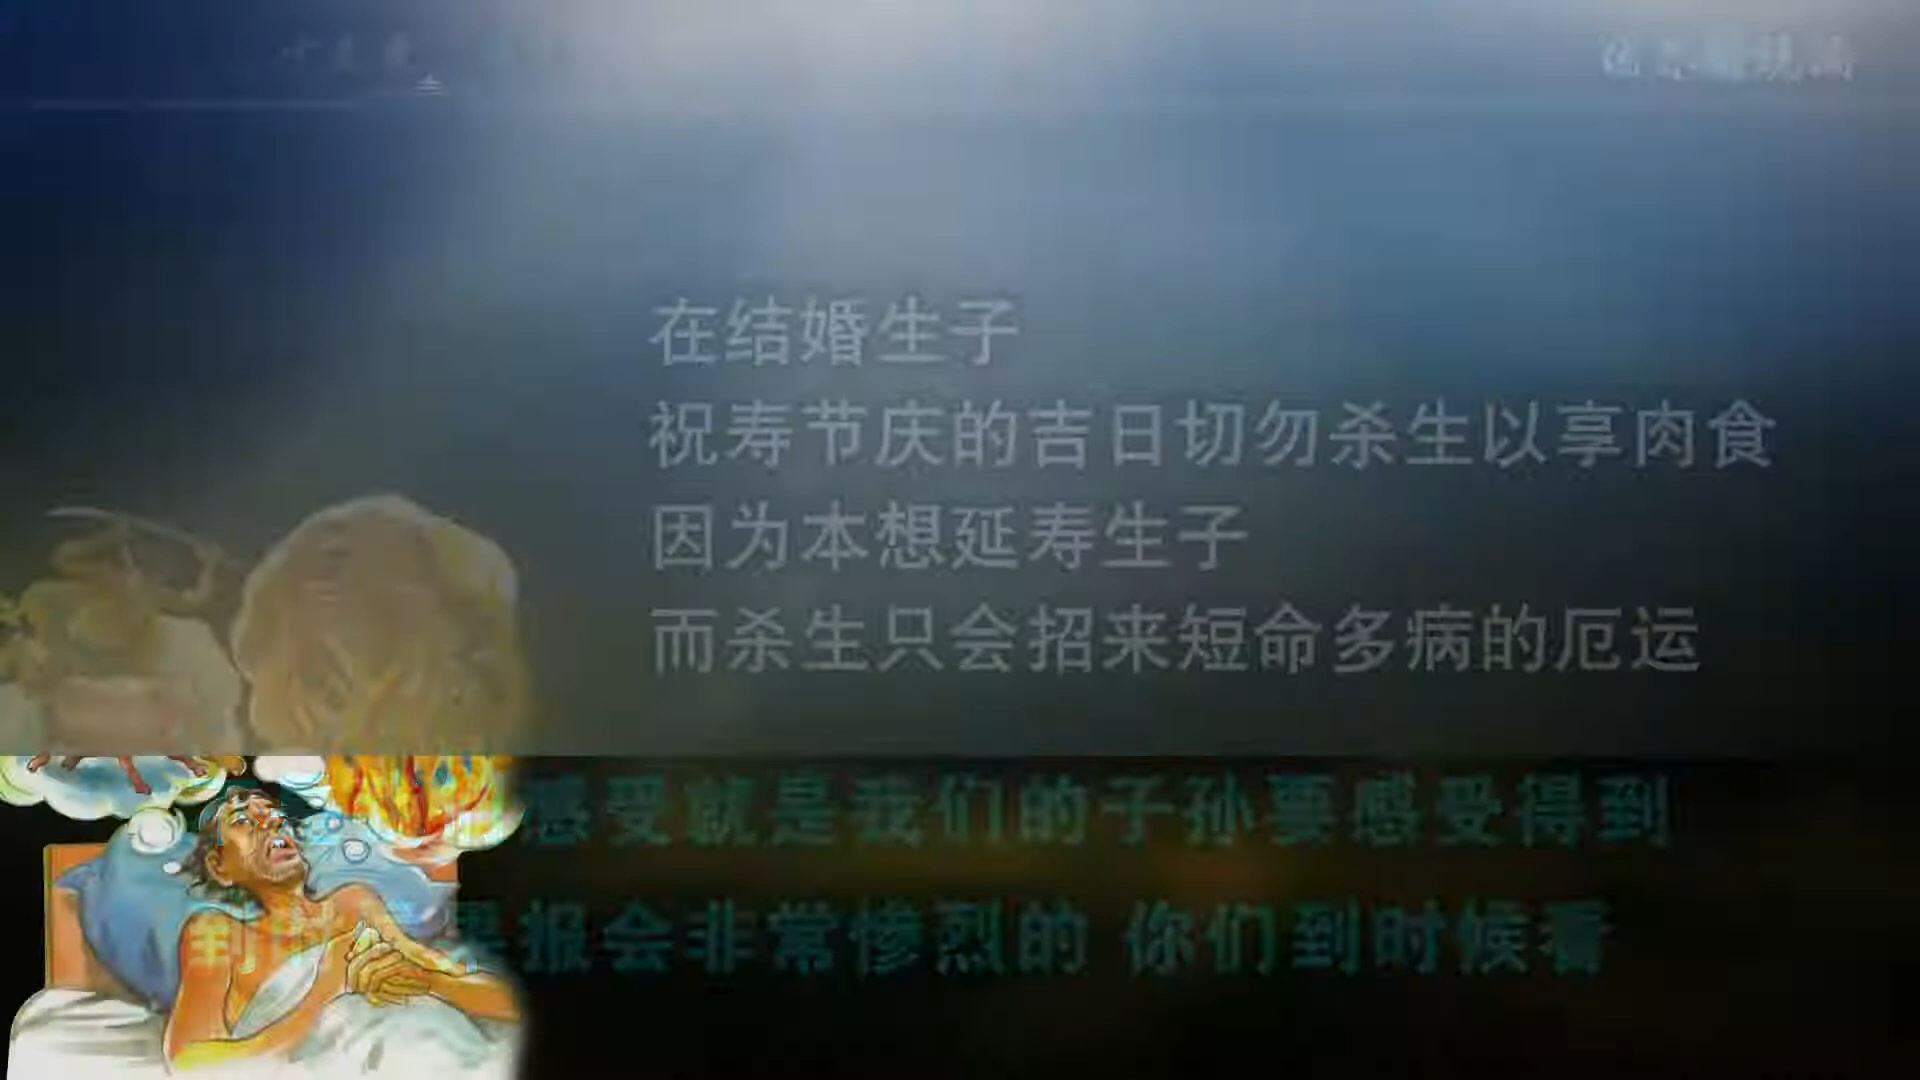 在结婚生子
祝寿节庆的吉日切勿杀生以享肉食
因为本想延寿生子
而杀生只会招来短命多病的厄运
感受就是我们的子孙要感受得到
到时 果报会非常惨烈的 你们到时候看